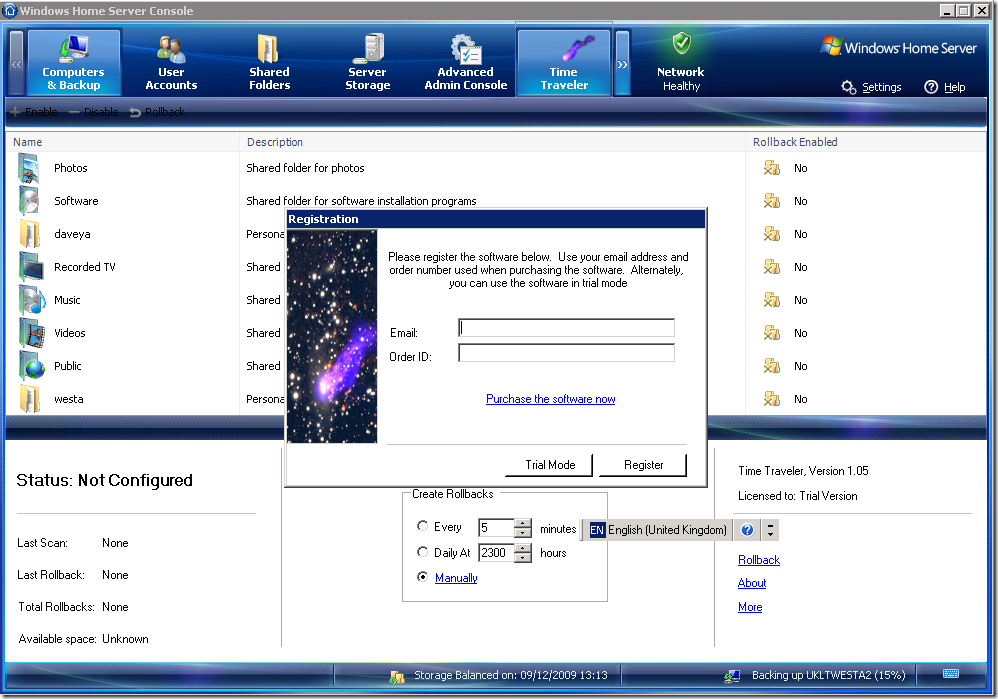 Windows Home Server Console
Computers
& Backup
User
Accounts
Shared
Folders
Server
Storage
Advanced
Admin Console
Time
Traveler
Network
Healthy
Windows Home Server
Settings
Help
Enable
Disable
Rollback
Name
Description
Rollback Enabled
Photos
Shared folder for photos
No
Software
Shared folder for software installation programs
No
daveya
Persona
No
Recorded TV
Shared
No
Music
Shared
No
Videos
Shared
No
Public
Shared
No
westa
Persona
No
Registration
Please register the software below. Use your email address and
order number used when purchasing the software. Alternately,
you can use the software in trial mode
Email:
Order ID:
Purchase the software now
Trial Mode
Register
Status: Not Configured
Last Scan: None
Last Rollback: None
Total Rollbacks: None
Available space: Unknown
Create Rollbacks
Every 5 minutes
Daily At 2300 hours
Manually
EN English (United Kingdom)
Time Traveler, Version 1.05
Licensed to: Trial Version
Rollback
About
More
Storage Balanced on: 09/12/2009 13:13
Backing up UKLTWESTA2 (15%)